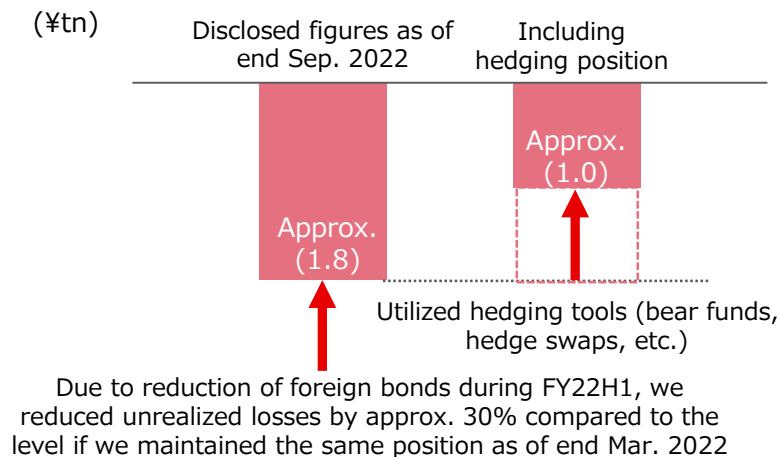 (¥tn)
Disclosed figures as of
end Sep. 2022
Including
hedging position
Approx.
(1.8)
Approx.
(1.0)
Utilized hedging tools (bear funds,
hedge swaps, etc.)
Due to reduction of foreign bonds during FY22H1, we
reduced unrealized losses by approx. 30% compared to the
level if we maintained the same position as of end Mar. 2022